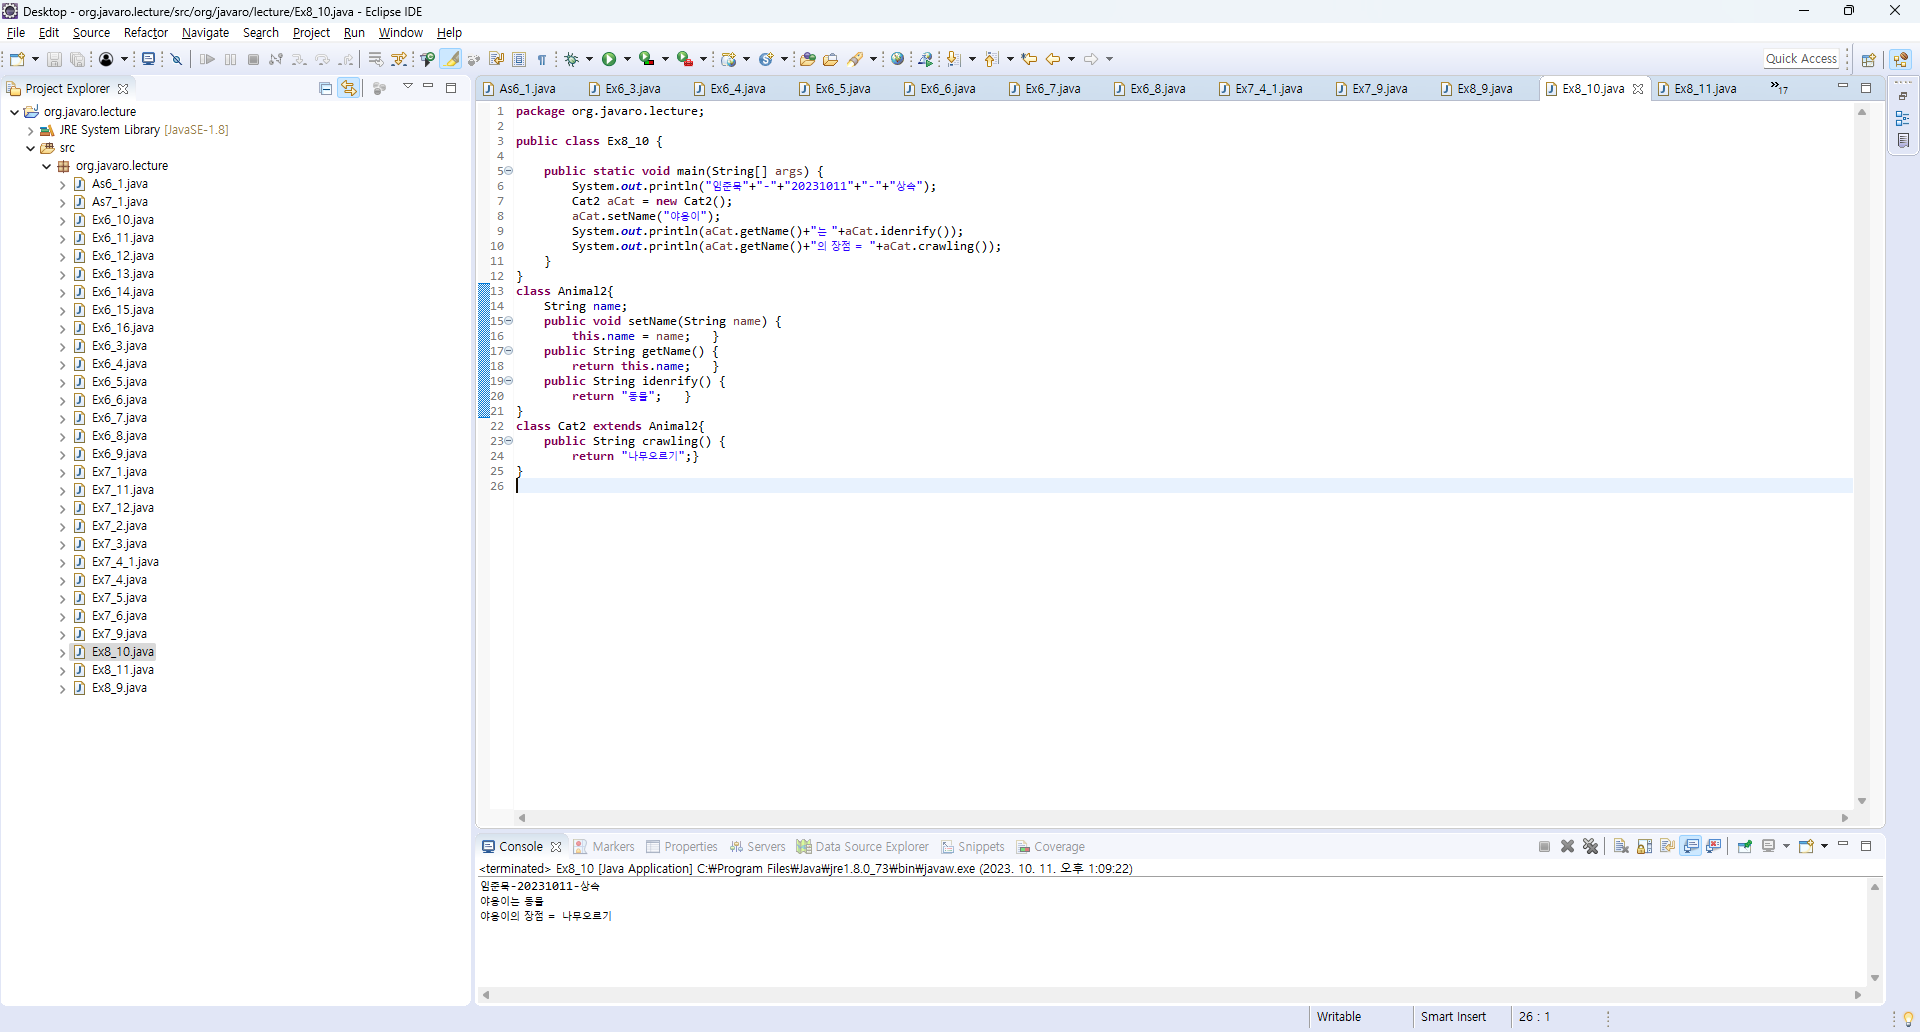 Desktop - org.javaro.lecture/src/org/javaro/lecture/Ex8_10.java - Eclipse IDE
File Edit Source Refactor Navigate Search Project Run Window Help
Quick Access
Project Explorer
org.javaro.lecture
JRE System Library [JavaSE-1.8]
src
org.javaro.lecture
As6_1.java
As7_1.java
Ex6_10.java
Ex6_11.java
Ex6_12.java
Ex6_13.java
Ex6_14.java
Ex6_15.java
Ex6_16.java
Ex6_3.java
Ex6_4.java
Ex6_5.java
Ex6_6.java
Ex6_7.java
Ex6_8.java
Ex6_9.java
Ex7_1.java
Ex7_11.java
Ex7_12.java
Ex7_2.java
Ex7_3.java
Ex7_4_1.java
Ex7_4.java
Ex7_5.java
Ex7_6.java
Ex7_9.java
Ex8_10.java
Ex8_11.java
Ex8_9.java
As6_1.java Ex6_3.java Ex6_4.java Ex6_5.java Ex6_6.java Ex6_7.java Ex6_8.java Ex7_4_1.java Ex7_9.java Ex8_9.java Ex8_10.java Ex8_11.java »17
1 package org.javaro.lecture;
2
3 public class Ex8_10 {
4
5 public static void main(String[] args) {
6 System.out.println("임준묵"+"-"+"20231011"+"-"+"상속");
7 Cat2 aCat = new Cat2();
8 aCat.setName("야옹이");
9 System.out.println(aCat.getName()+"는 "+aCat.idenrify());
10 System.out.println(aCat.getName()+"의 장점 = "+aCat.crawling());
11 }
12 }
13 class Animal2{
14 String name;
15 public void setName(String name) {
16 this.name = name; }
17 public String getName() {
18 return this.name; }
19 public String idenrify() {
20 return "동물"; }
21 }
22 class Cat2 extends Animal2{
23 public String crawling() {
24 return "나무오르기";}
25 }
26
Console Markers Properties Servers Data Source Explorer Snippets Coverage
<terminated> Ex8_10 [Java Application] C:₩Program Files₩Java₩jre1.8.0_73₩bin₩javaw.exe (2023. 10. 11. 오후 1:09:22)
임준묵-20231011-상속
야옹이는 동물
야옹이의 장점 = 나무오르기
Writable Smart Insert 26 : 1